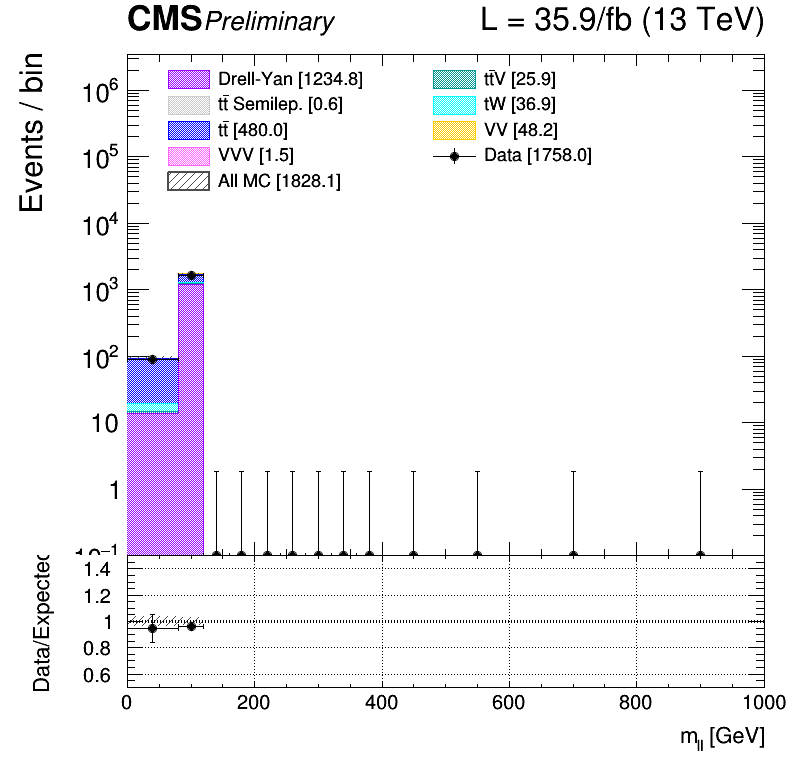 CMS Preliminary L = 35.9/fb (13 TeV)
Events / bin
Drell-Yan [1234.8]
tt̄ Semilep. [0.6]
tt̄ [480.0]
VVV [1.5]
All MC [1828.1]
tt̄V [25.9]
tW [36.9]
VV [48.2]
Data [1758.0]
10⁶
10⁵
10⁴
10³
10²
10
1
10⁻¹
Data/Expected
1.4
1.2
1
0.8
0.6
0 200 400 600 800 1000
mₗₗ [GeV]